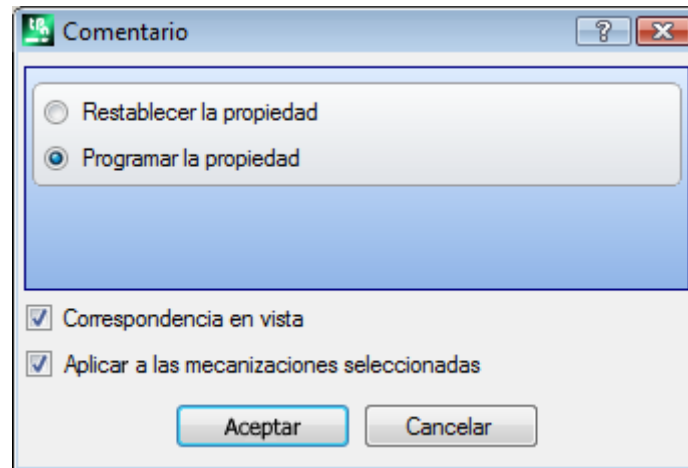 Comentario
Restablecer la propiedad
Programar la propiedad
Correspondencia en vista
Aplicar a las mecanizaciones seleccionadas
Aceptar Cancelar